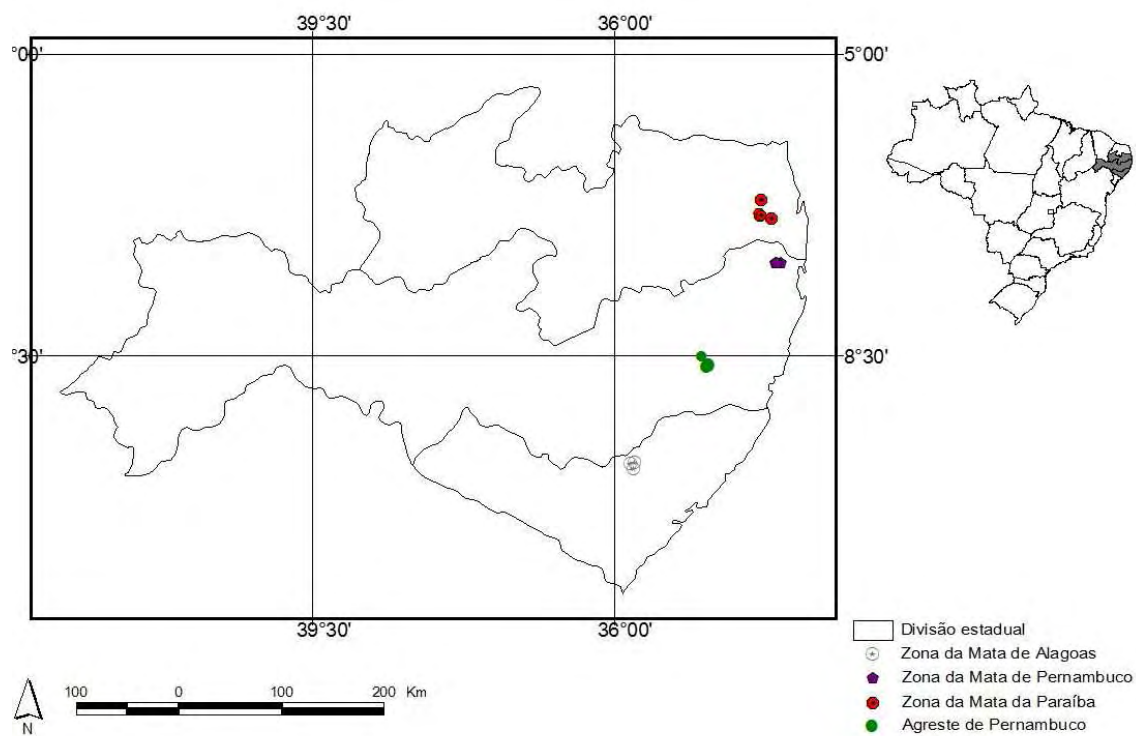 39°30' 36°00'
°00' 5°00'
°30' 8°30'
39°30' 36°00'
Divisão estadual
Zona da Mata de Alagoas
Zona da Mata de Pernambuco
Zona da Mata da Paraíba
Agreste de Pernambuco
100 0 100 200 Km
N